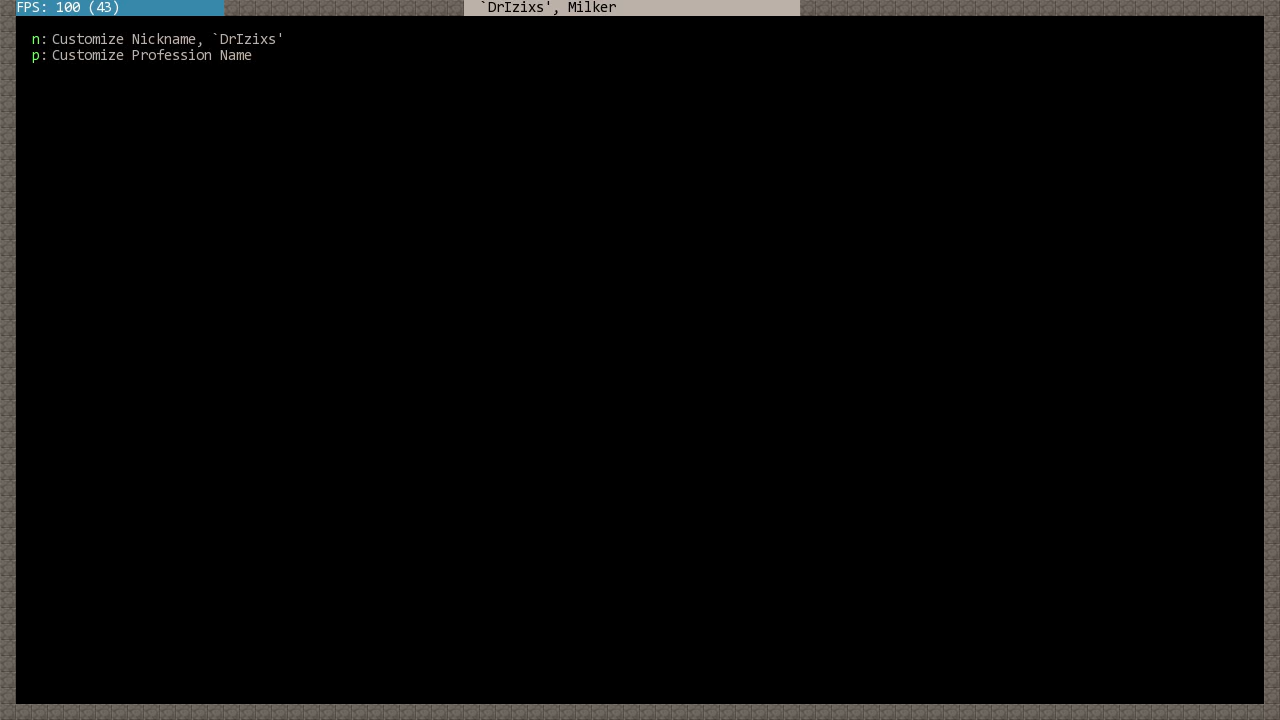 FPS: 100 (43)
`DrIzixs', Milker
n: Customize Nickname, `DrIzixs'
p: Customize Profession Name